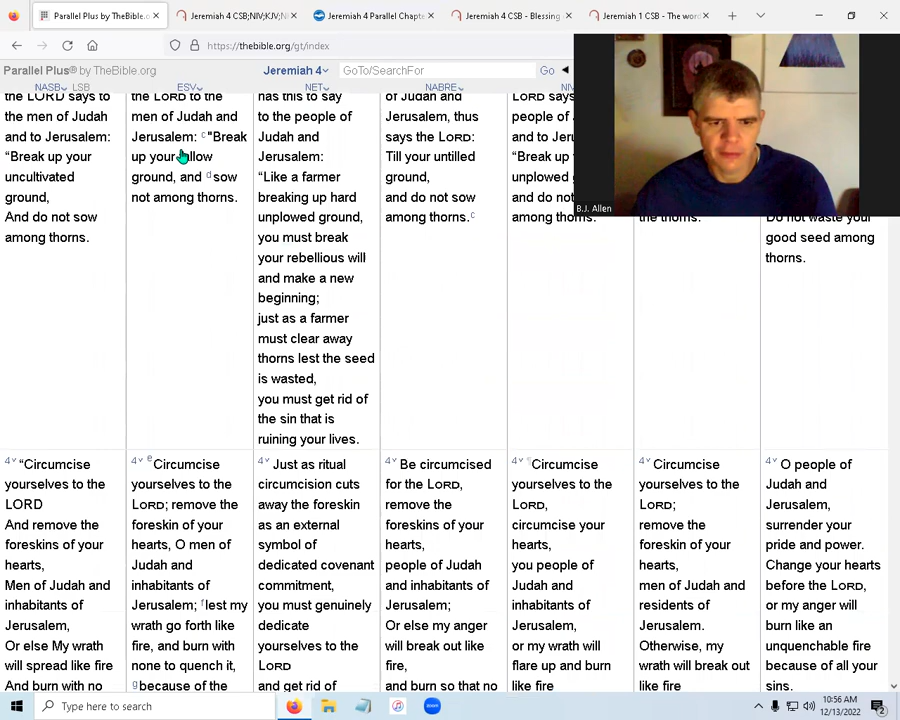 Parallel Plus® by TheBible. ×
Jeremiah 4 CSB;NIV;KJV;N ×
Jeremiah 4 Parallel Chapte ×
Jeremiah 4 CSB - Blessing ×
Jeremiah 1 CSB - The word ×
https://thebible.org/gt/index
Parallel Plus® by TheBible.org
Jeremiah 4
GoTo/SearchFor
Go
NASB LSB
ESV
NET
NABRE
NIV
the LORD says to
the men of Judah
and to Jerusalem:
“Break up your
uncultivated
ground,
And do not sow
among thorns.
the LORD to the
men of Judah and
Jerusalem: c "Break
up your fallow
ground, and d sow
not among thorns.
has this to say
to the people of
Judah and
Jerusalem:
“Like a farmer
breaking up hard
unplowed ground,
you must break
your rebellious will
and make a new
beginning;
just as a farmer
must clear away
thorns lest the seed
is wasted,
you must get rid of
the sin that is
ruining your lives.
of Judah and
Jerusalem, thus
says the LORD:
Till your untilled
ground,
and do not sow
among thorns. c
LORD says
people of
and to Jer
“Break up
unplowed
and do not
among thorns.
the thorns.
Do not waste your
good seed among
thorns.
B.J. Allen
4 v “Circumcise
yourselves to the
LORD
And remove the
foreskins of your
hearts,
Men of Judah and
inhabitants of
Jerusalem,
Or else My wrath
will spread like fire
And burn with no
4 v e Circumcise
yourselves to the
LORD; remove the
foreskin of your
hearts, O men of
Judah and
inhabitants of
Jerusalem; f lest my
wrath go forth like
fire, and burn with
none to quench it,
g because of the
4 v Just as ritual
circumcision cuts
away the foreskin
as an external
symbol of
dedicated covenant
commitment,
you must genuinely
dedicate
yourselves to the
LORD
and get rid of
4 v Be circumcised
for the LORD,
remove the
foreskins of your
hearts,
people of Judah
and inhabitants of
Jerusalem;
Or else my anger
will break out like
fire,
and burn so that no
4 v Circumcise
yourselves to the
LORD,
circumcise your
hearts,
you people of
Judah and
inhabitants of
Jerusalem,
or my wrath will
flare up and burn
like fire
4 v Circumcise
yourselves to the
LORD;
remove the
foreskin of your
hearts,
men of Judah and
residents of
Jerusalem.
Otherwise, my
wrath will break out
like fire
4 v O people of
Judah and
Jerusalem,
surrender your
pride and power.
Change your hearts
before the LORD,
or my anger will
burn like an
unquenchable fire
because of all your
sins.
Type here to search
10:56 AM
12/13/2022
2